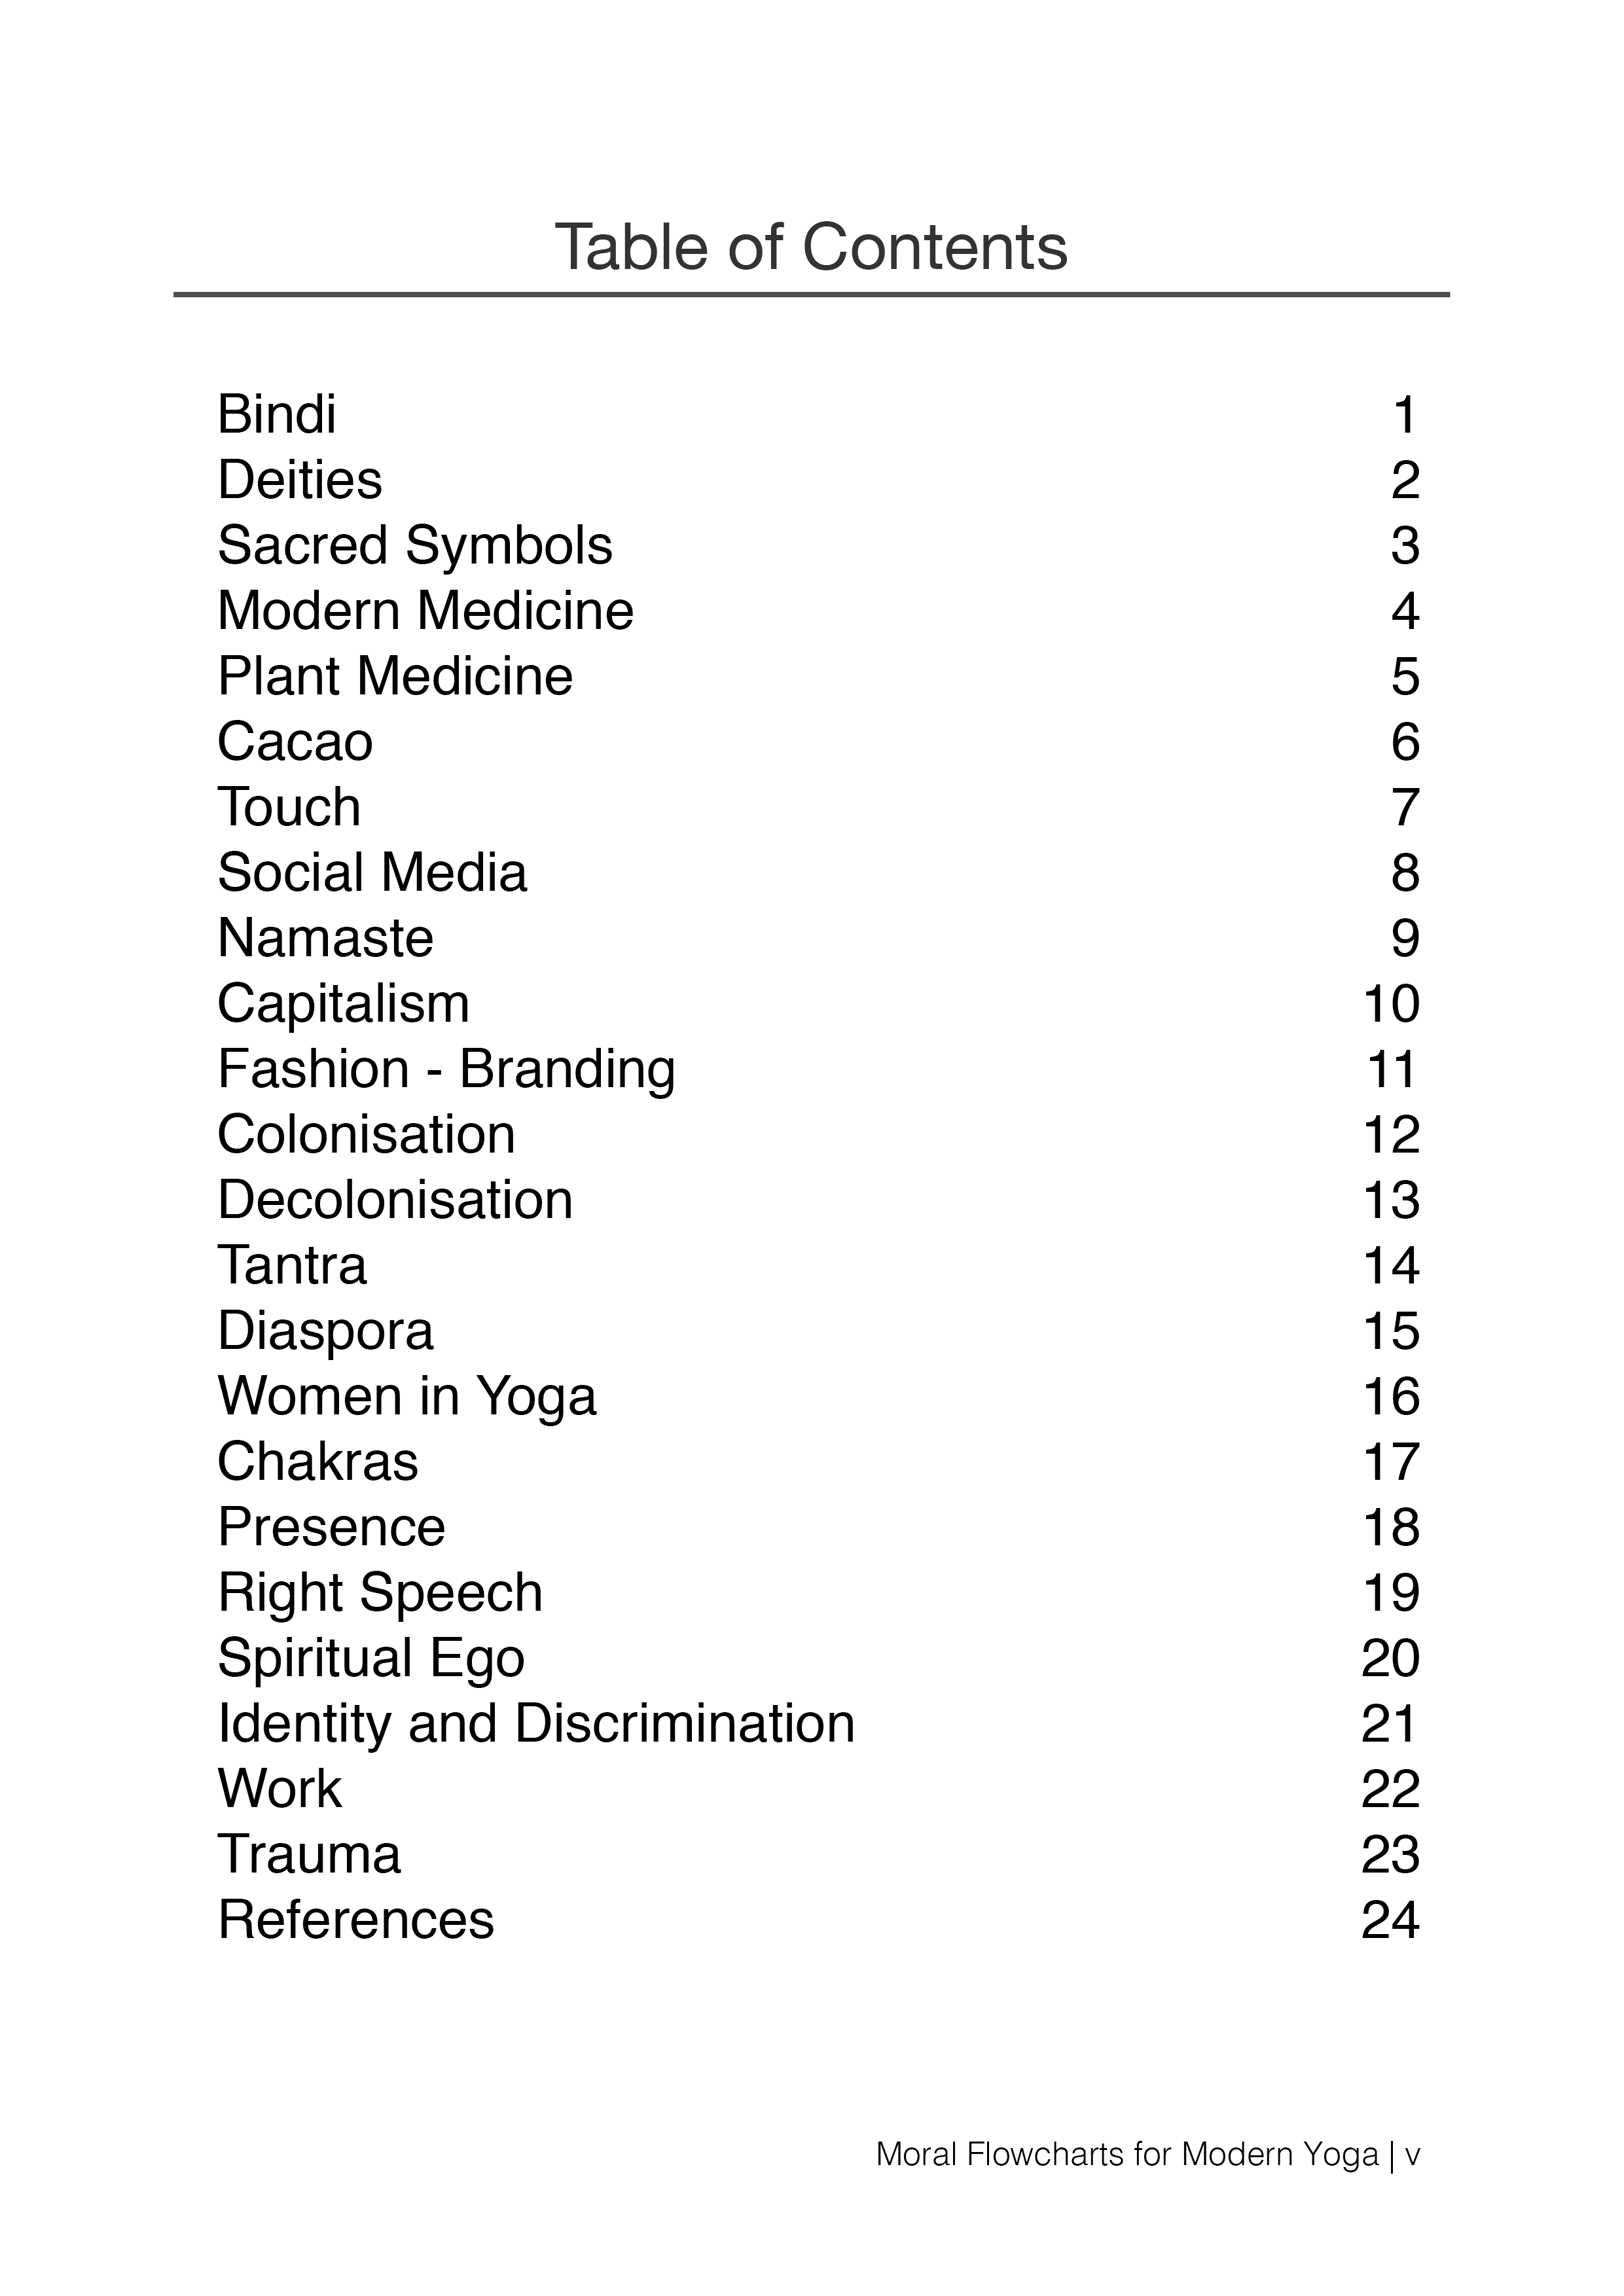 Table of Contents
Bindi 1
Deities 2
Sacred Symbols 3
Modern Medicine 4
Plant Medicine 5
Cacao 6
Touch 7
Social Media 8
Namaste 9
Capitalism 10
Fashion - Branding 11
Colonisation 12
Decolonisation 13
Tantra 14
Diaspora 15
Women in Yoga 16
Chakras 17
Presence 18
Right Speech 19
Spiritual Ego 20
Identity and Discrimination 21
Work 22
Trauma 23
References 24
Moral Flowcharts for Modern Yoga | v